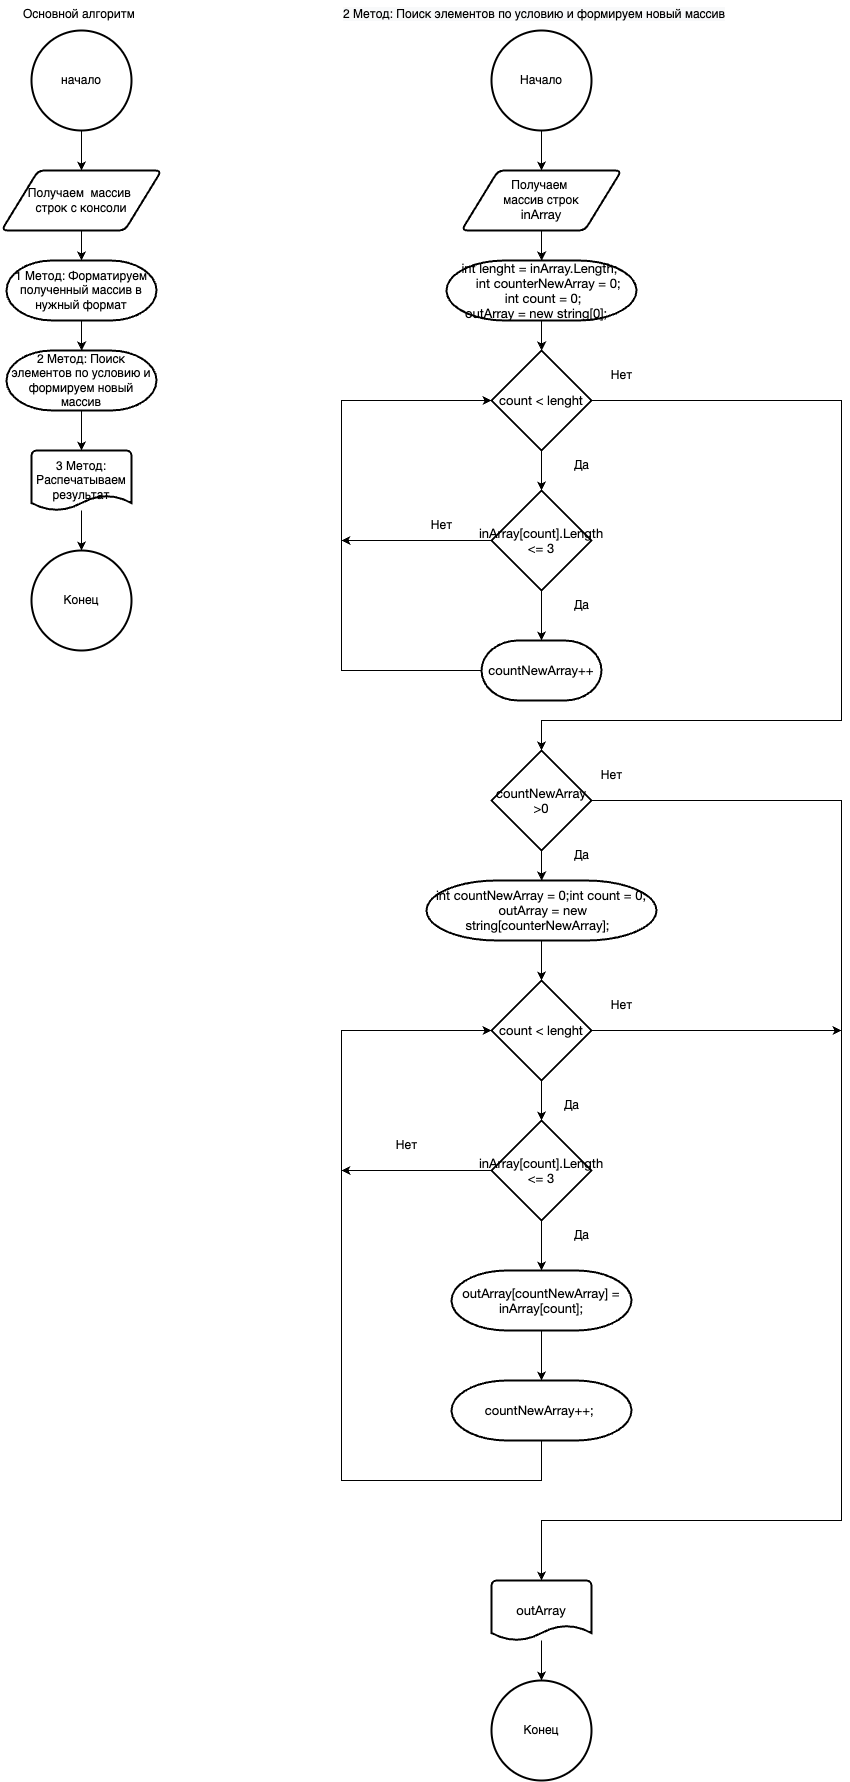 Основной алгоритм
начало
Получаем массив
строк с консоли
1 Метод: Форматируем
полученный массив в
нужный формат
2 Метод: Поиск
элементов по условию и
формируем новый
массив
3 Метод:
Распечатываем
результат
Конец
2 Метод: Поиск элементов по условию и формируем новый массив
Начало
Получаем
массив строк
inArray
int lenght = inArray.Length;
int counterNewArray = 0;
int count = 0;
outArray = new string[0];
count < lenght
Нет
Да
inArray[count].Length
<= 3
Нет
Да
countNewArray++
countNewArray
>0
Нет
Да
int countNewArray = 0;int count = 0;
outArray = new
string[counterNewArray];
count < lenght
Нет
Да
inArray[count].Length
<= 3
Нет
Да
outArray[countNewArray] =
inArray[count];
countNewArray++;
outArray
Конец